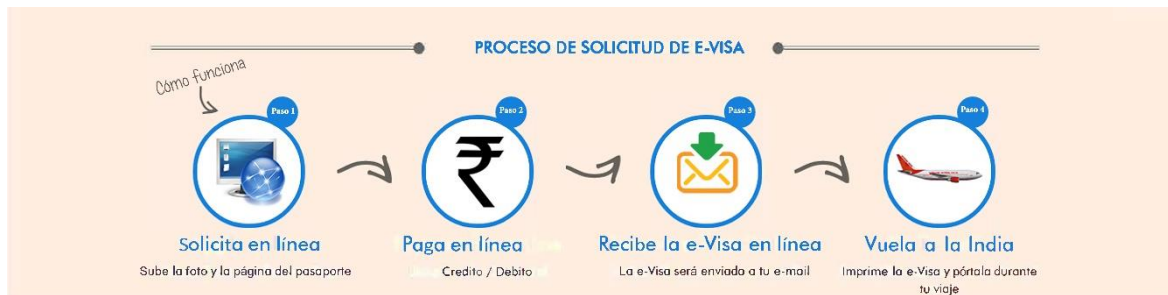 PROCESO DE SOLICITUD DE E-VISA
Cómo funciona
Paso 1
Paso 2
Paso 3
Paso 4
Solicita en línea
Paga en línea
Recibe la e-Visa en línea
Vuela a la India
Sube la foto y la página del pasaporte
Credito / Debito
La e-Visa será enviado a tu e-mail
Imprime la e-Visa y pórtala durante
tu viaje